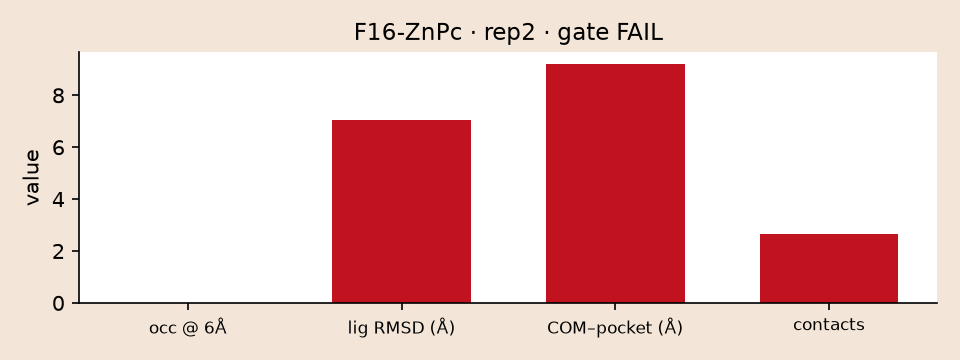 F16-ZnPc · rep2 · gate FAIL
value
8
6
4
2
0
occ @ 6Å
lig RMSD (Å)
COM–pocket (Å)
contacts